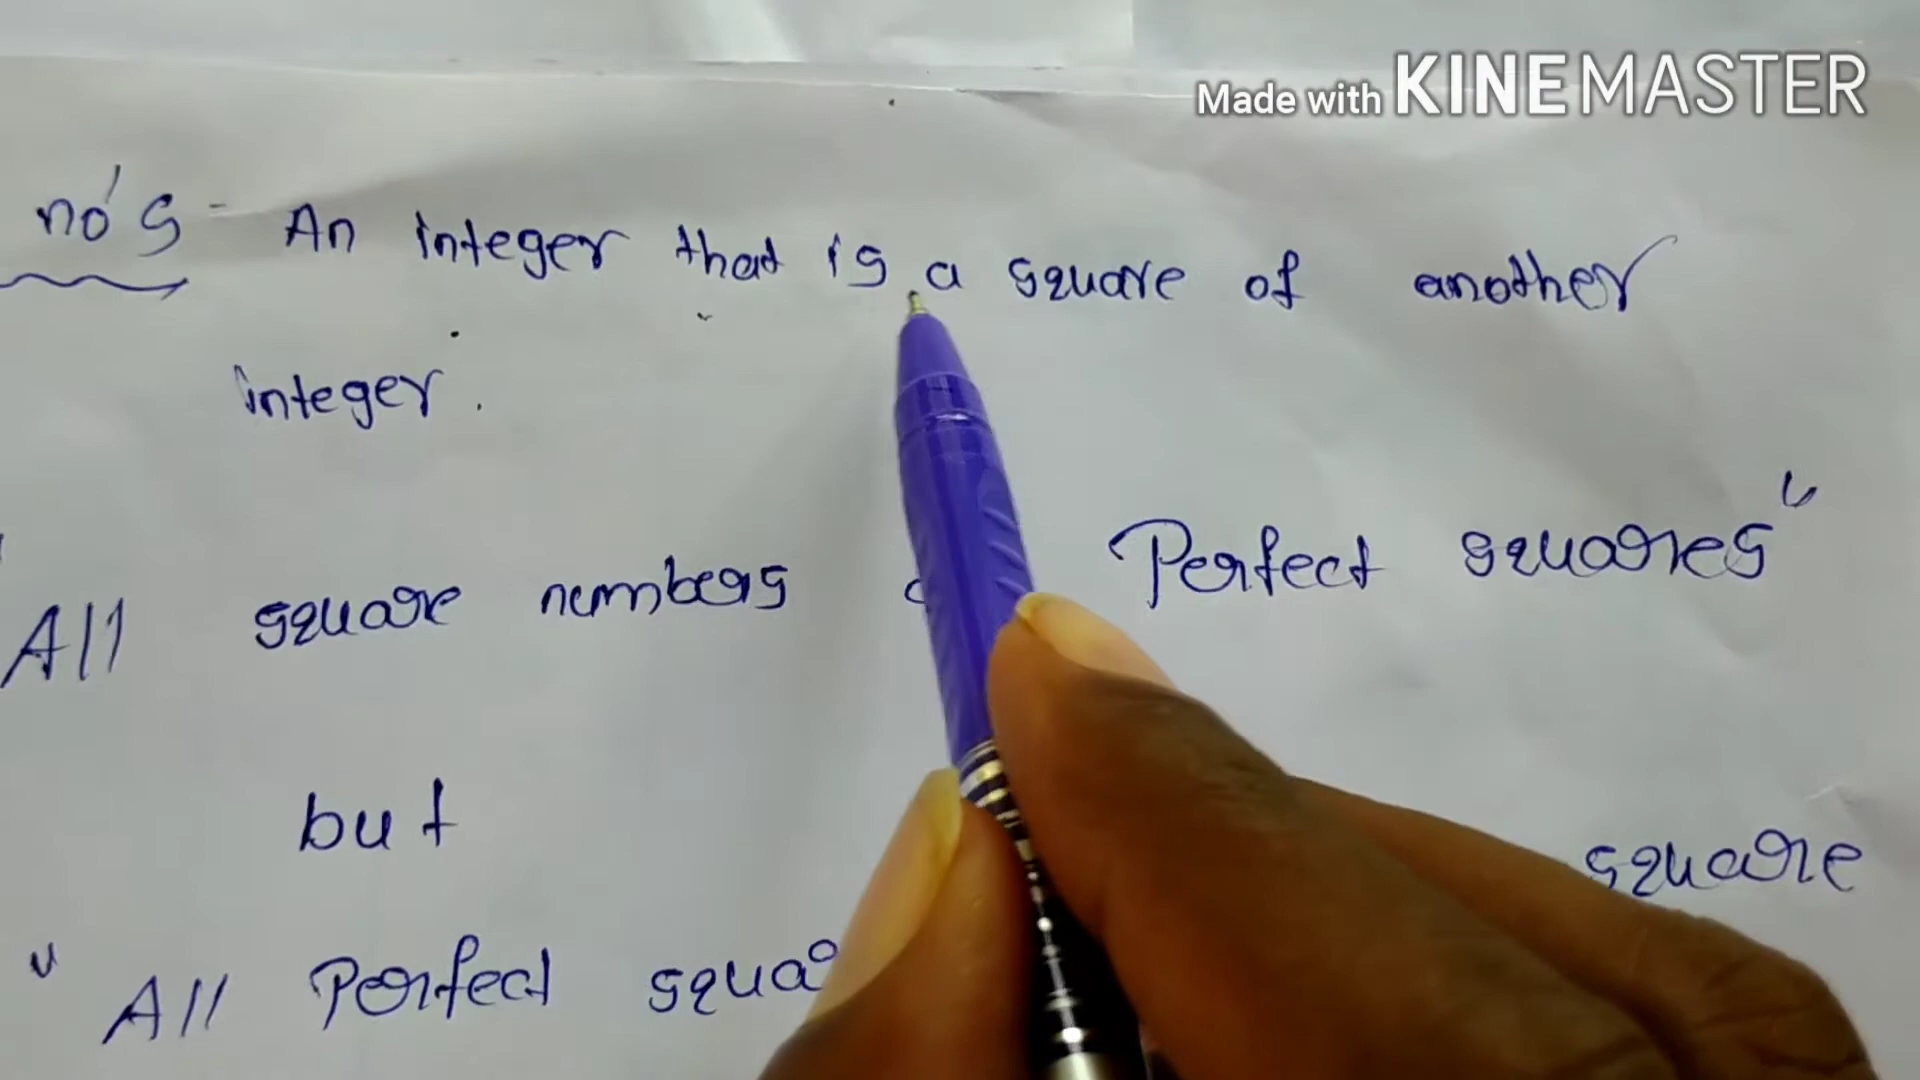 Made with KINEMASTER
no's - An integer that is a square of another
integer.
All square numbers Perfect squares"
but
square
" All Perfect squa